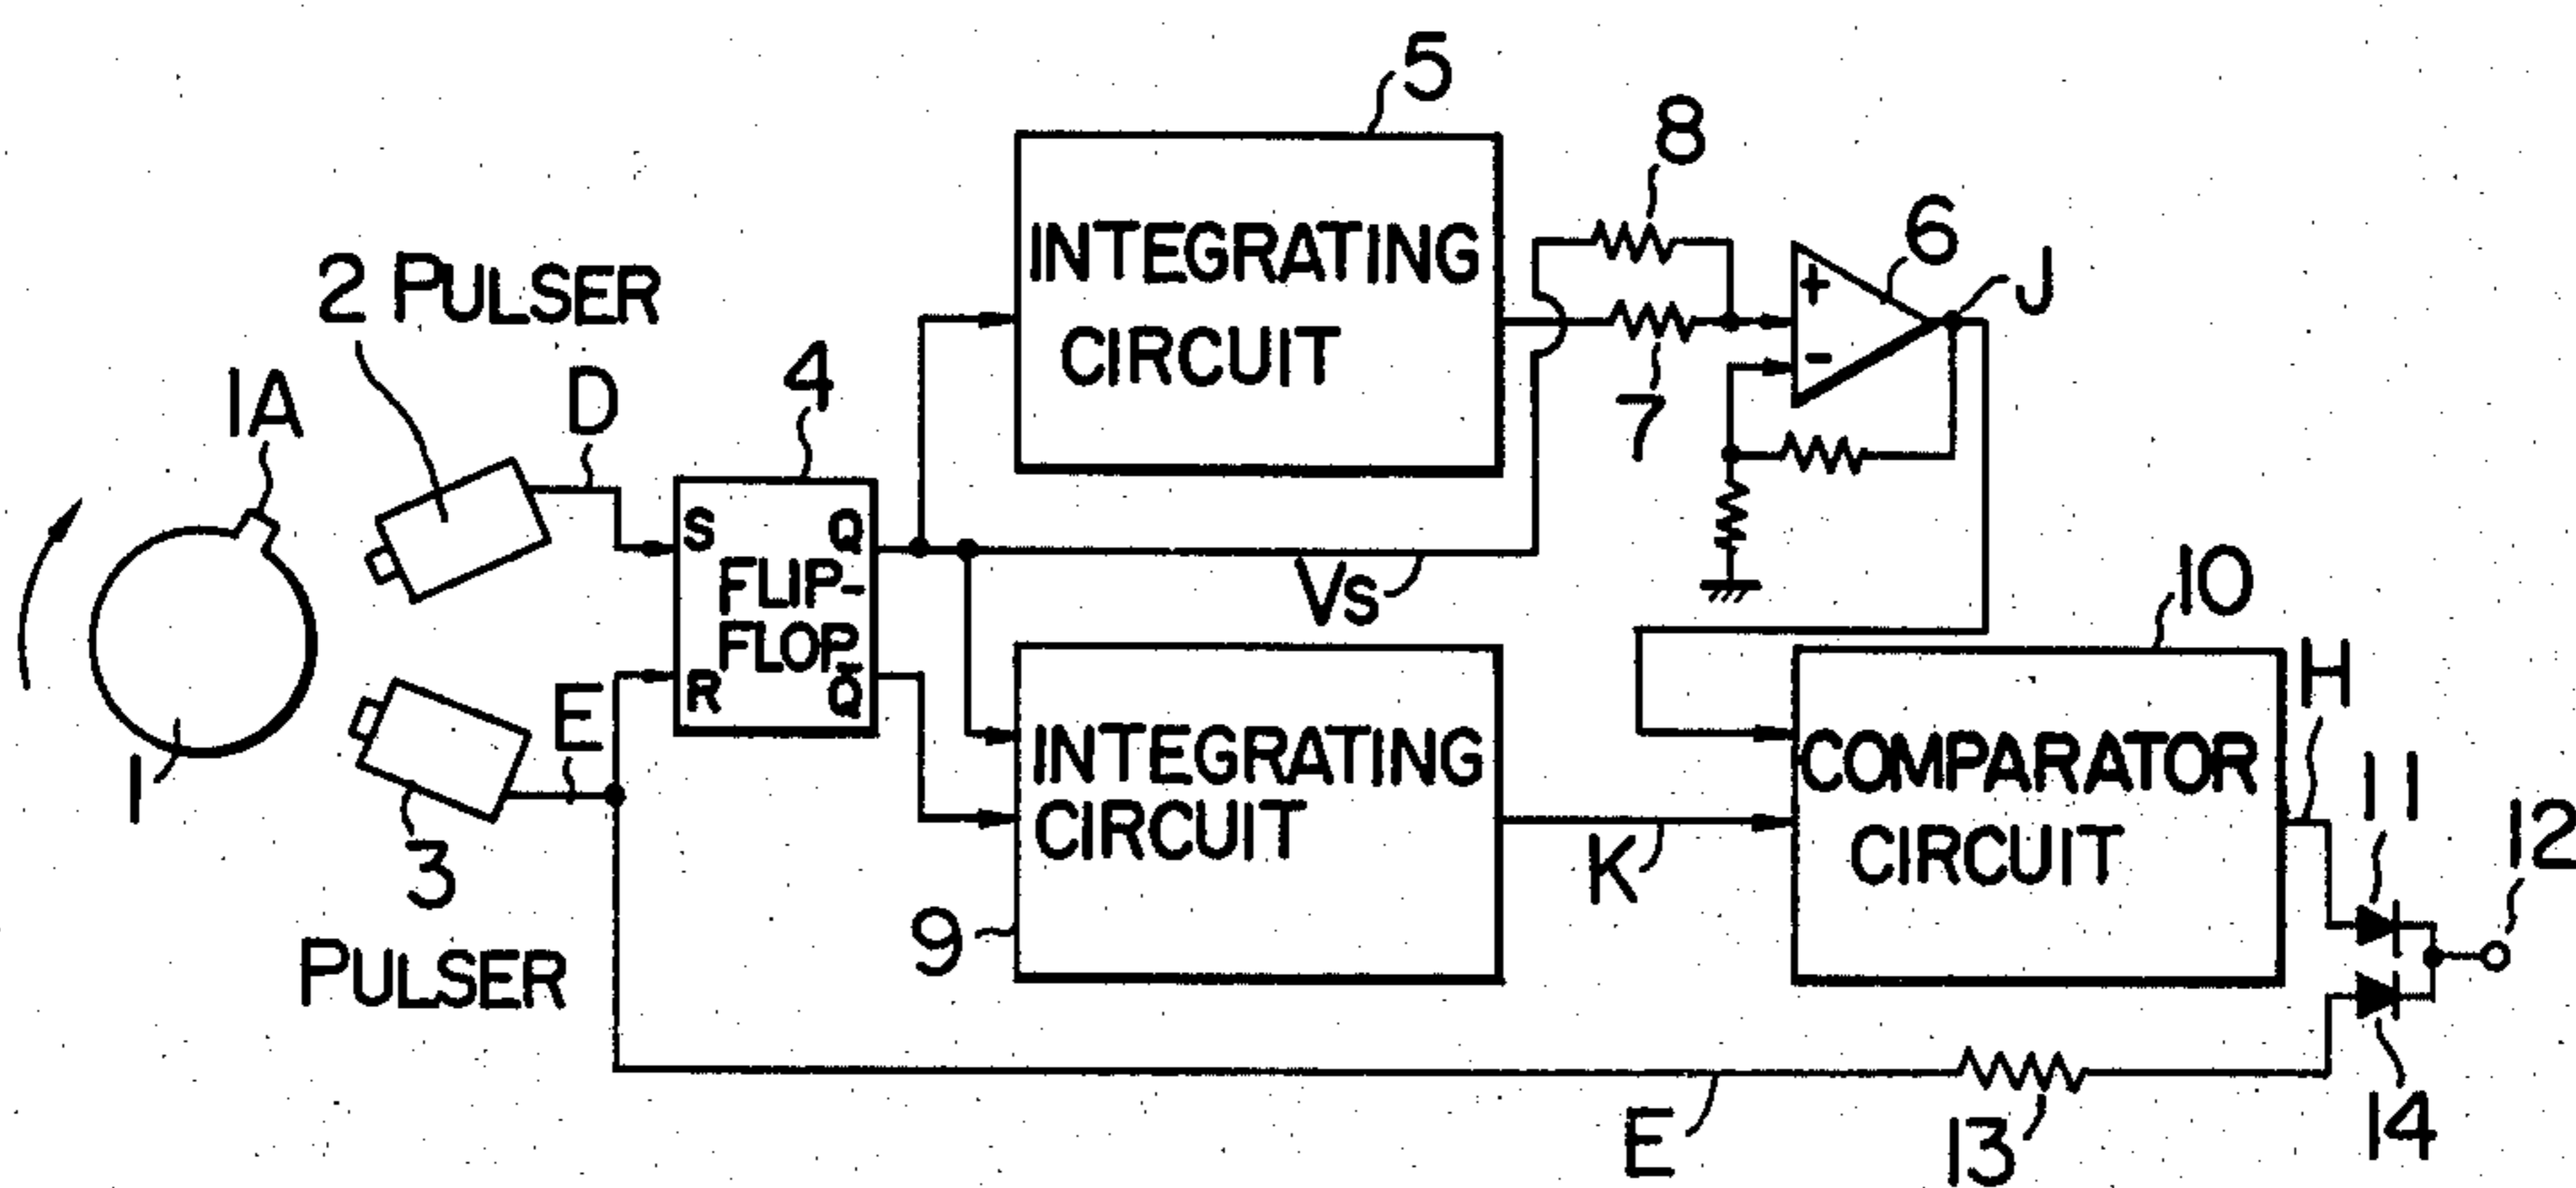 5
8
6
J
2 PULSER
1A
D
4
INTEGRATING
CIRCUIT
7
+
-
S Q
FLIP-
FLOP
R Q̅
Vs
10
H
E
1
3
PULSER
INTEGRATING
CIRCUIT
9
K
COMPARATOR
CIRCUIT
11
12
E
13
14